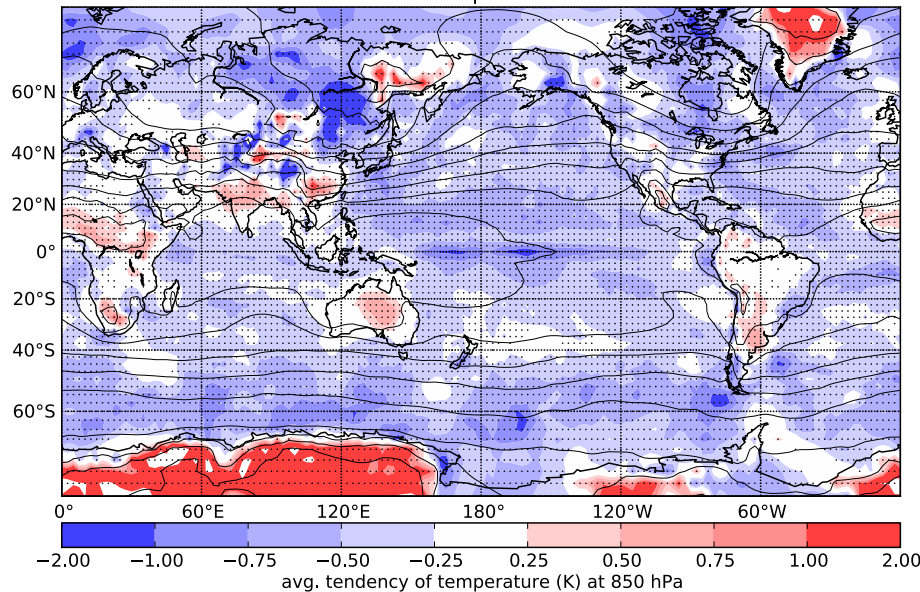 60°N
40°N
20°N
0°
20°S
40°S
60°S
0° 60°E 120°E 180° 120°W 60°W
−2.00 −1.00 −0.75 −0.50 −0.25 0.25 0.50 0.75 1.00 2.00
avg. tendency of temperature (K) at 850 hPa